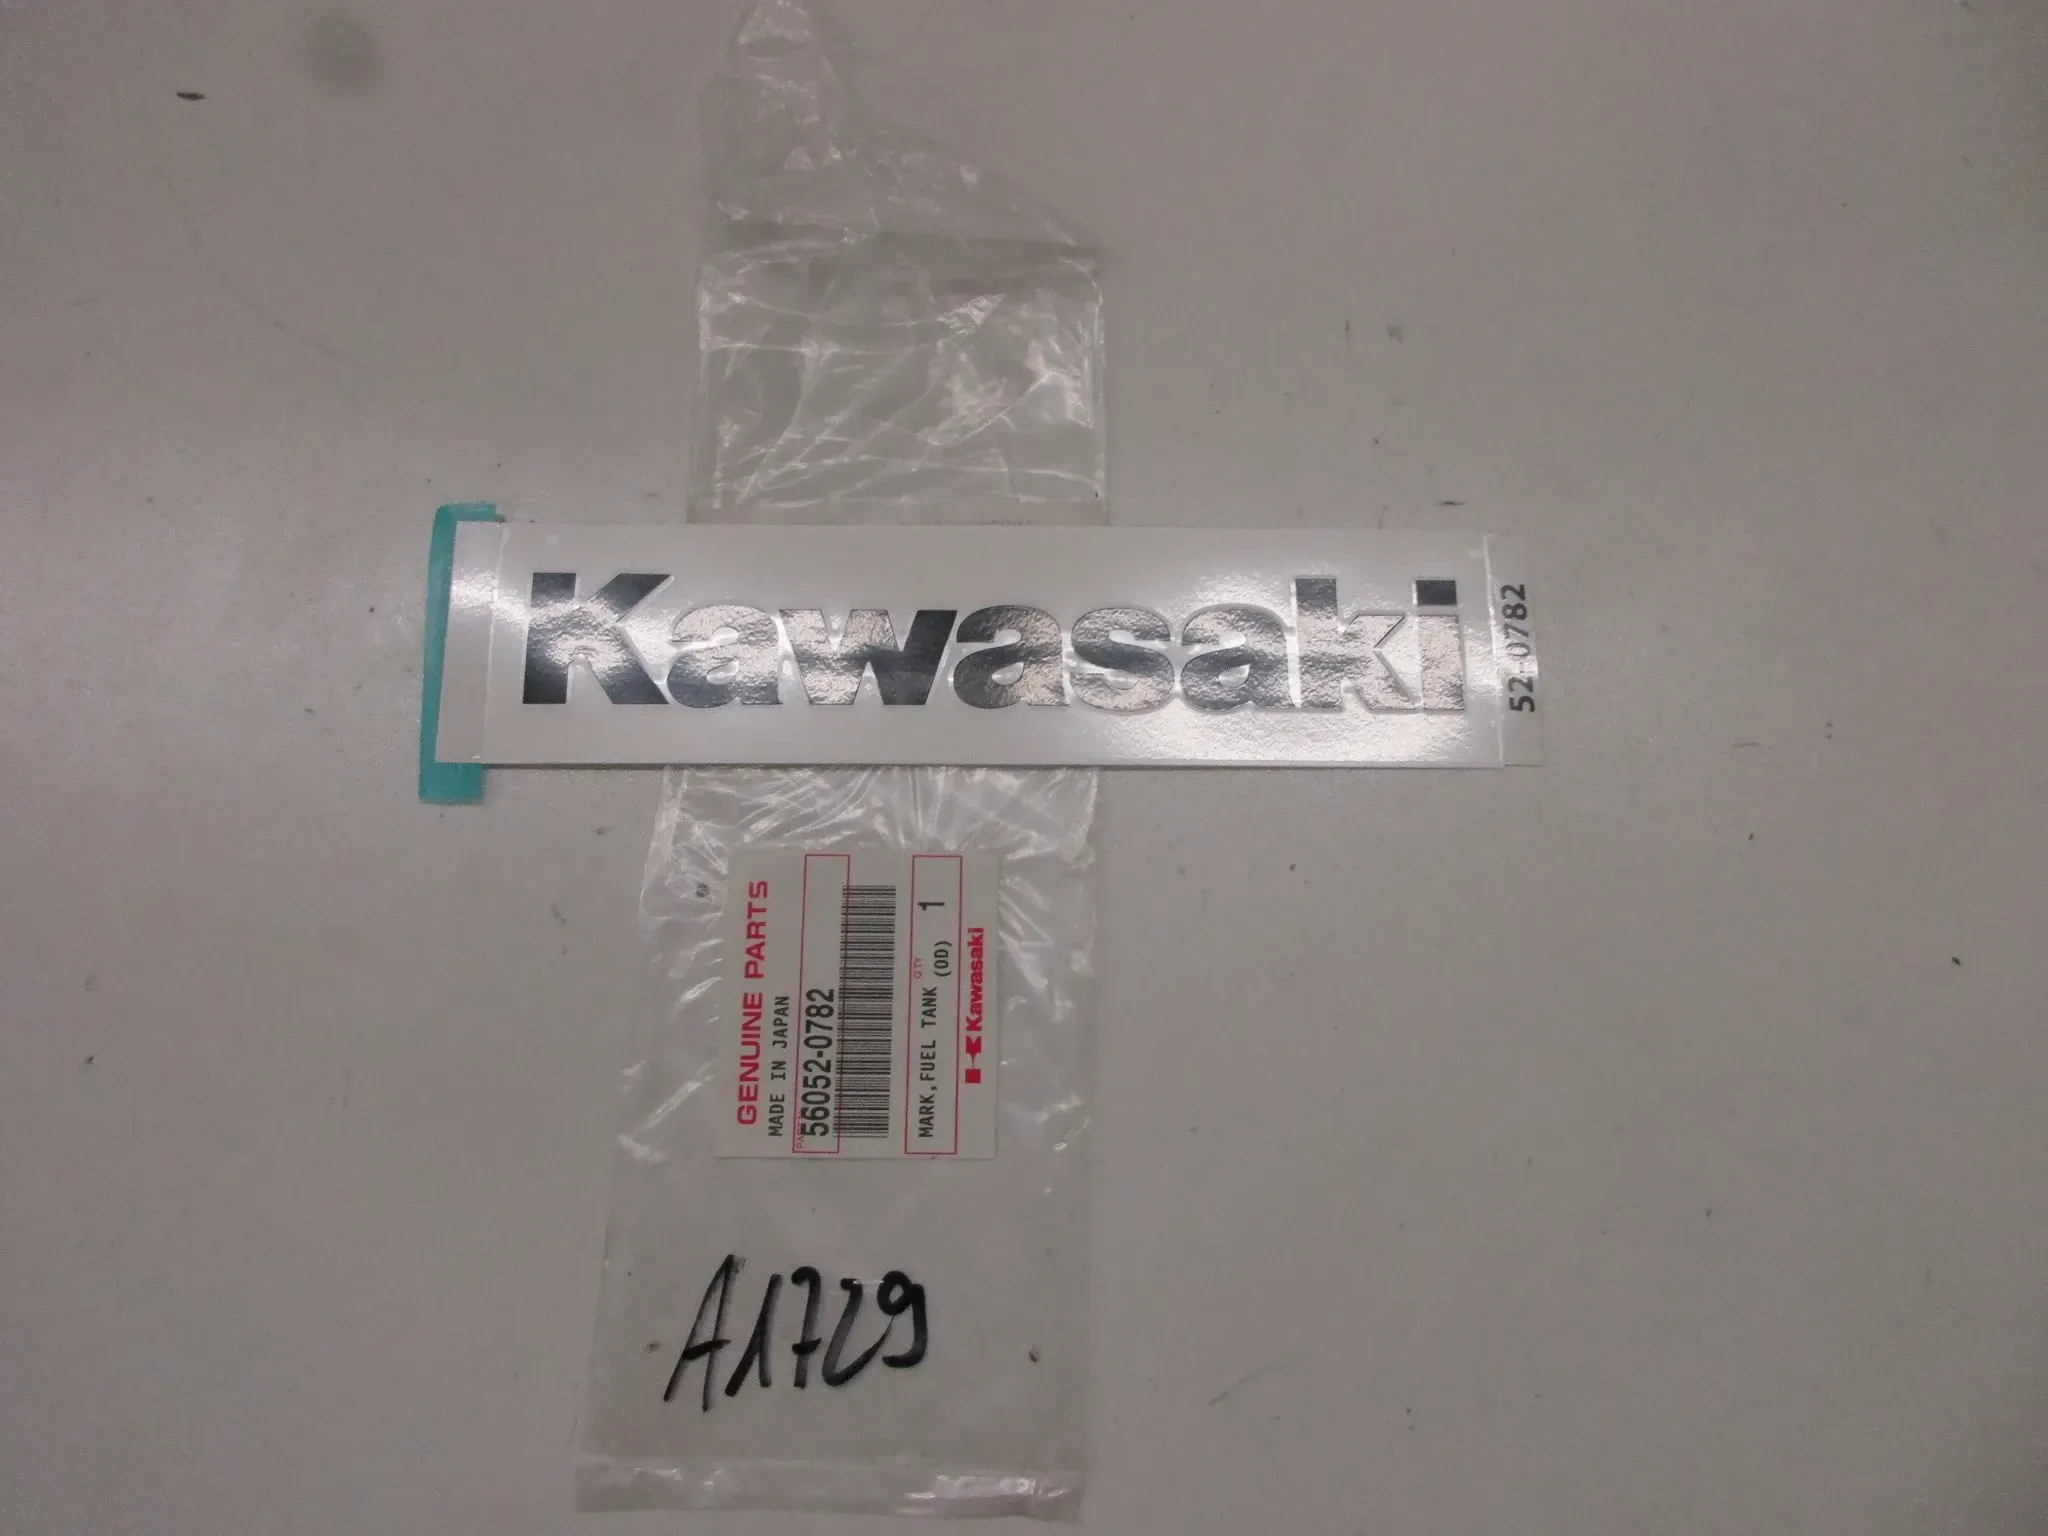 Kawasaki
52-0782
GENUINE PARTS
MADE IN JAPAN
56052-0782
QTY
MARK,FUEL TANK (OD) 1
Kawasaki
A1729